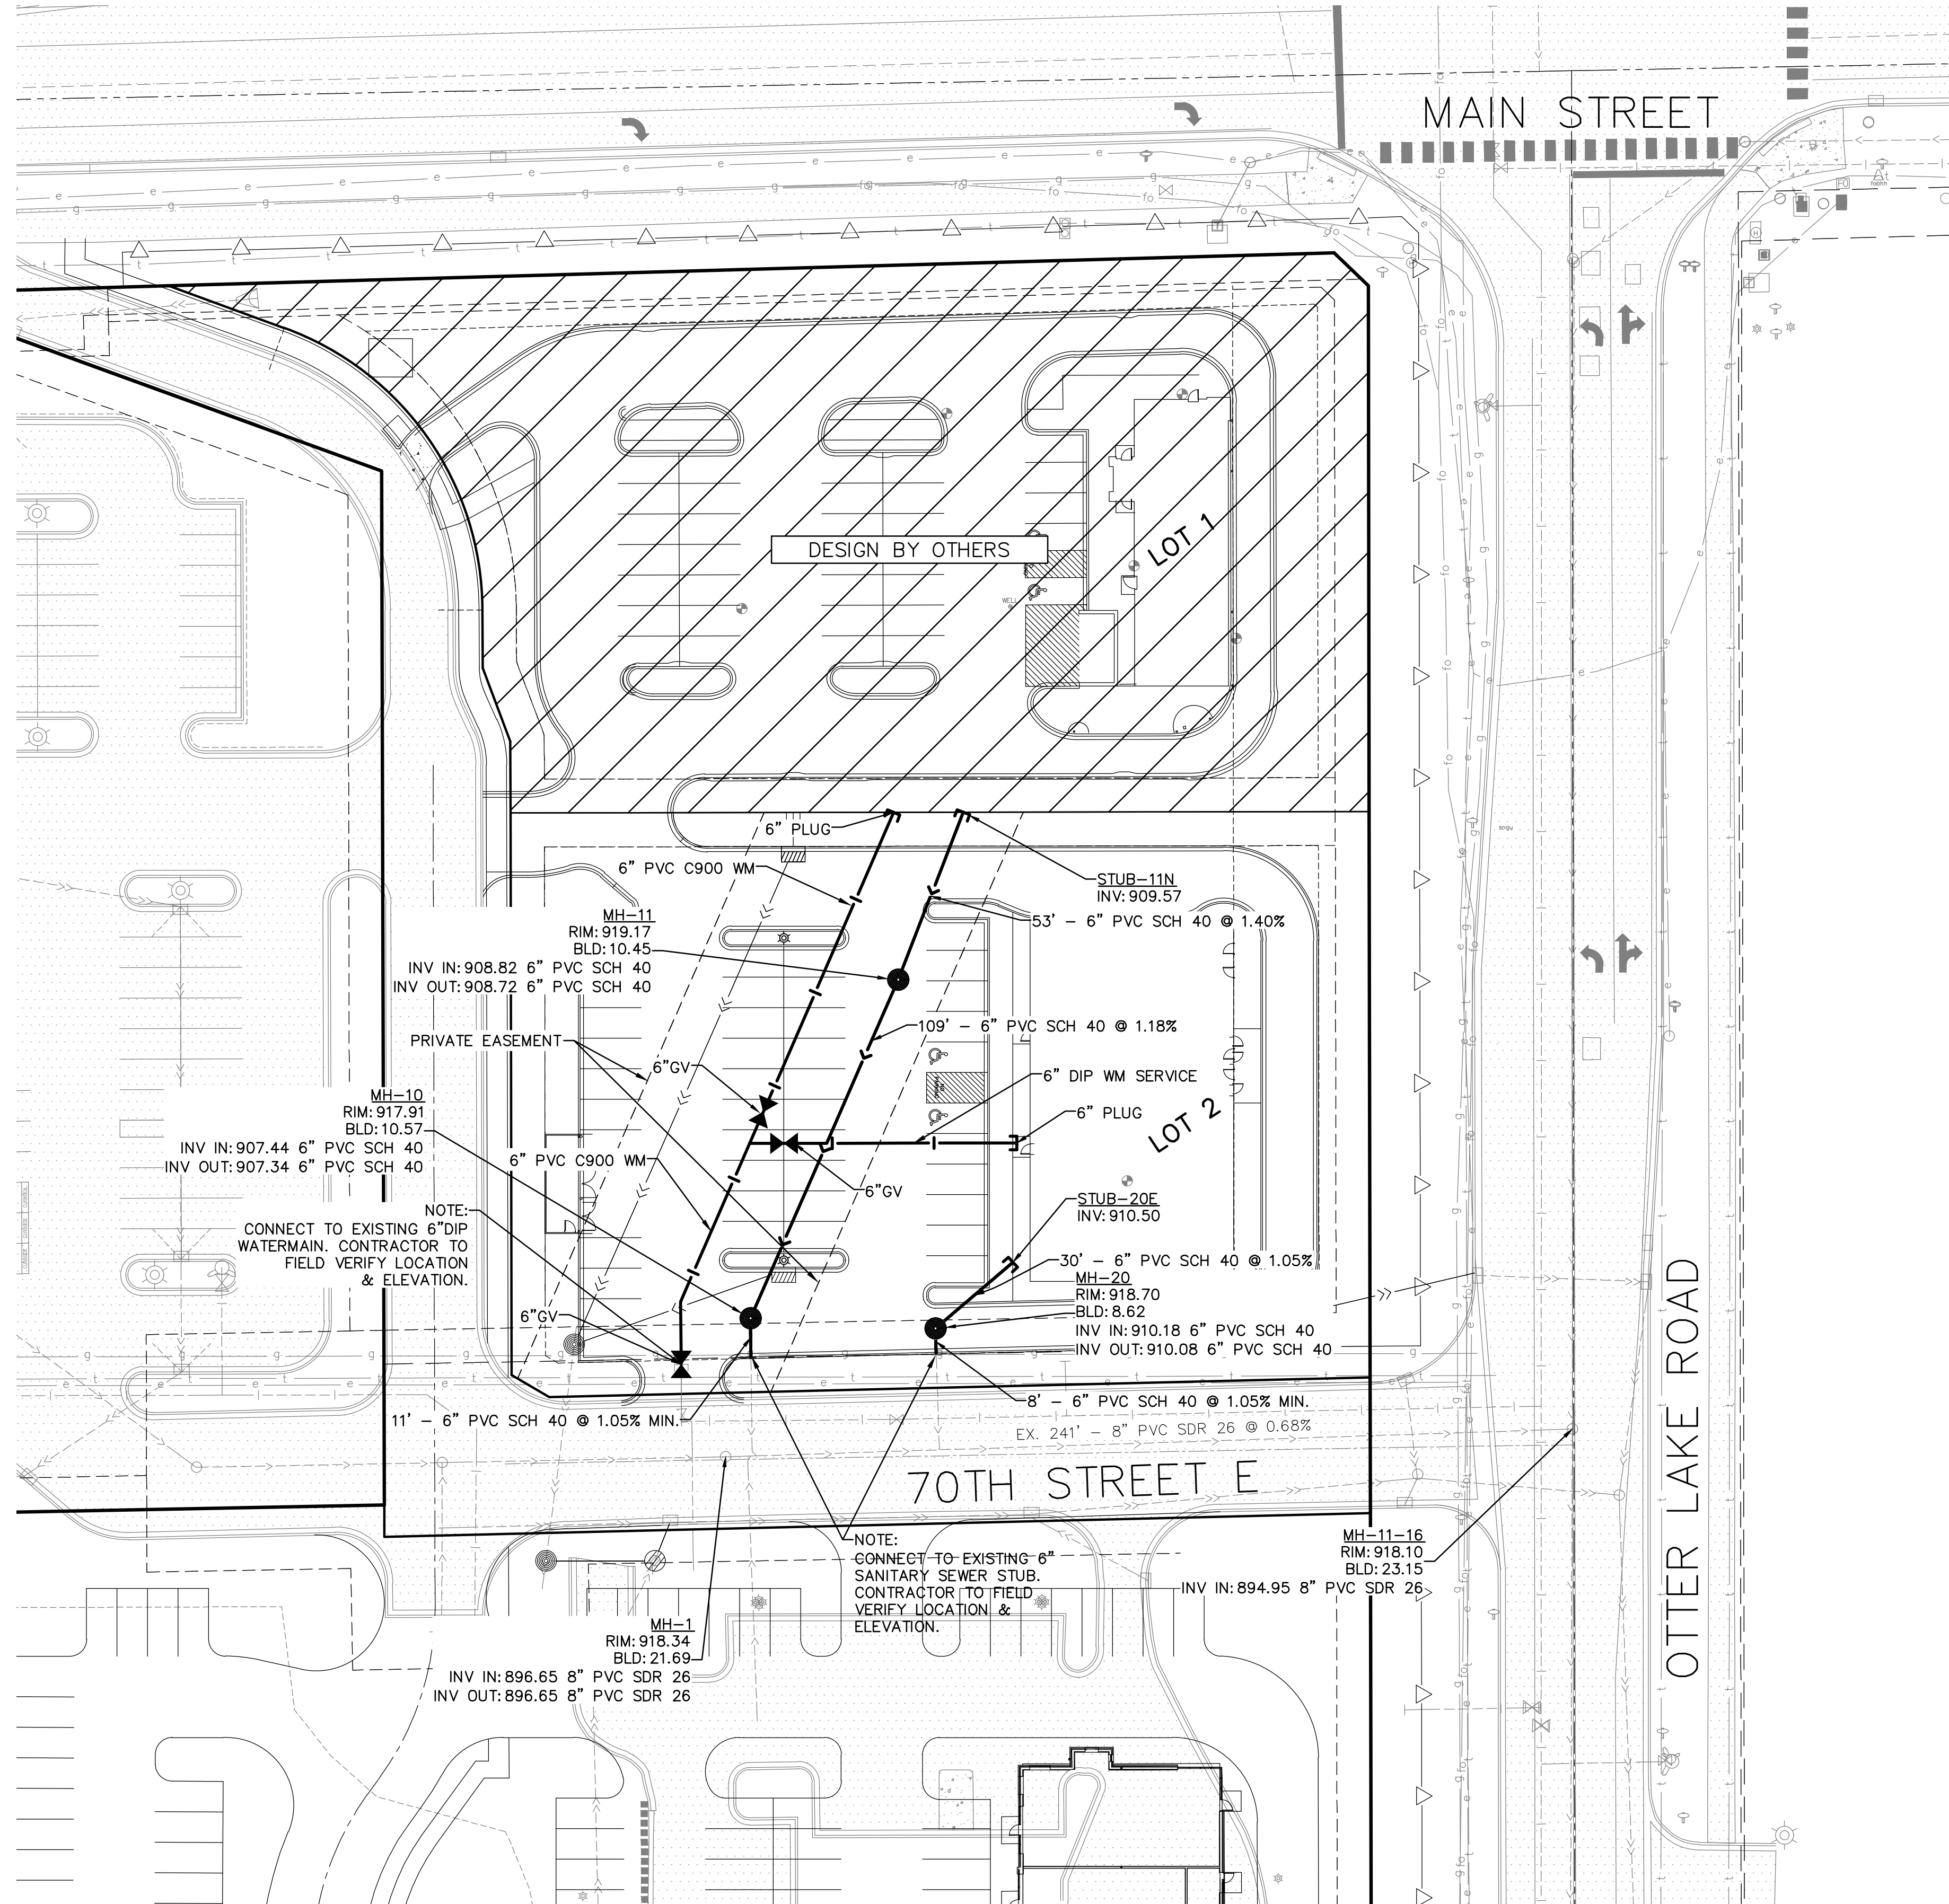 MAIN STREET
DESIGN BY OTHERS
LOT 1
WELL
6" PLUG
6" PVC C900 WM
STUB-11N
INV: 909.57
53' - 6" PVC SCH 40 @ 1.40%
MH-11
RIM: 919.17
BLD: 10.45
INV IN: 908.82 6" PVC SCH 40
INV OUT: 908.72 6" PVC SCH 40
109' - 6" PVC SCH 40 @ 1.18%
PRIVATE EASEMENT
6"GV
6" DIP WM SERVICE
6" PLUG
MH-10
RIM: 917.91
BLD: 10.57
INV IN: 907.44 6" PVC SCH 40
INV OUT: 907.34 6" PVC SCH 40
LOT 2
6" PVC C900 WM
6"GV
STUB-20E
INV: 910.50
NOTE:
CONNECT TO EXISTING 6"DIP
WATERMAIN. CONTRACTOR TO
FIELD VERIFY LOCATION
& ELEVATION.
30' - 6" PVC SCH 40 @ 1.05%
MH-20
RIM: 918.70
BLD: 8.62
INV IN: 910.18 6" PVC SCH 40
INV OUT: 910.08 6" PVC SCH 40
6"GV
8' - 6" PVC SCH 40 @ 1.05% MIN.
11' - 6" PVC SCH 40 @ 1.05% MIN.
EX. 241' - 8" PVC SDR 26 @ 0.68%
70TH STREET E
OTTER LAKE ROAD
NOTE:
CONNECT TO EXISTING 6"
SANITARY SEWER STUB.
CONTRACTOR TO FIELD
VERIFY LOCATION &
ELEVATION.
MH-11-16
RIM: 918.10
BLD: 23.15
INV IN: 894.95 8" PVC SDR 26
MH-1
RIM: 918.34
BLD: 21.69
INV IN: 896.65 8" PVC SDR 26
INV OUT: 896.65 8" PVC SDR 26